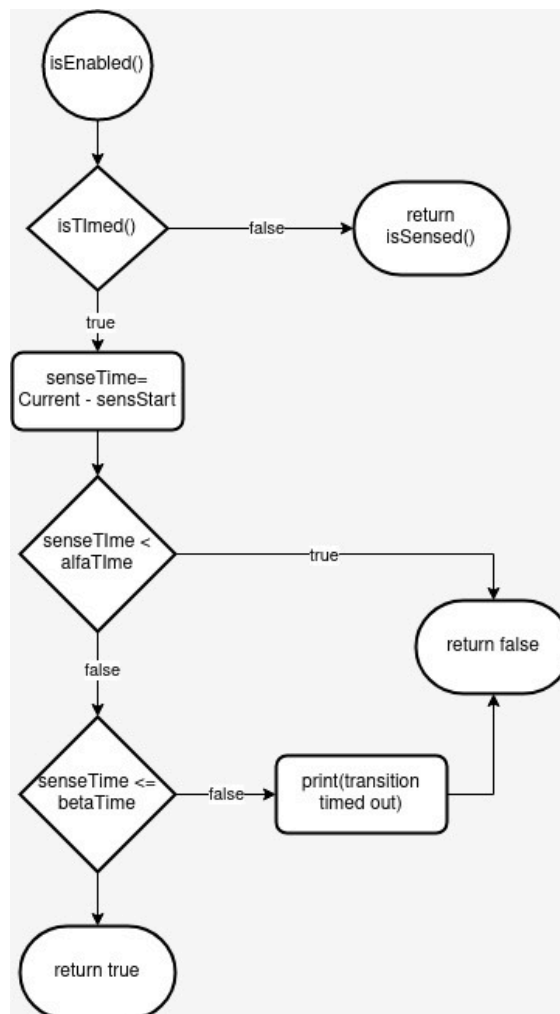 isEnabled()
isTImed()
false
return
isSensed()
true
senseTime=
Current - sensStart
senseTIme <
alfaTIme
true
return false
false
senseTime <=
betaTime
false
print(transition
timed out)
return true